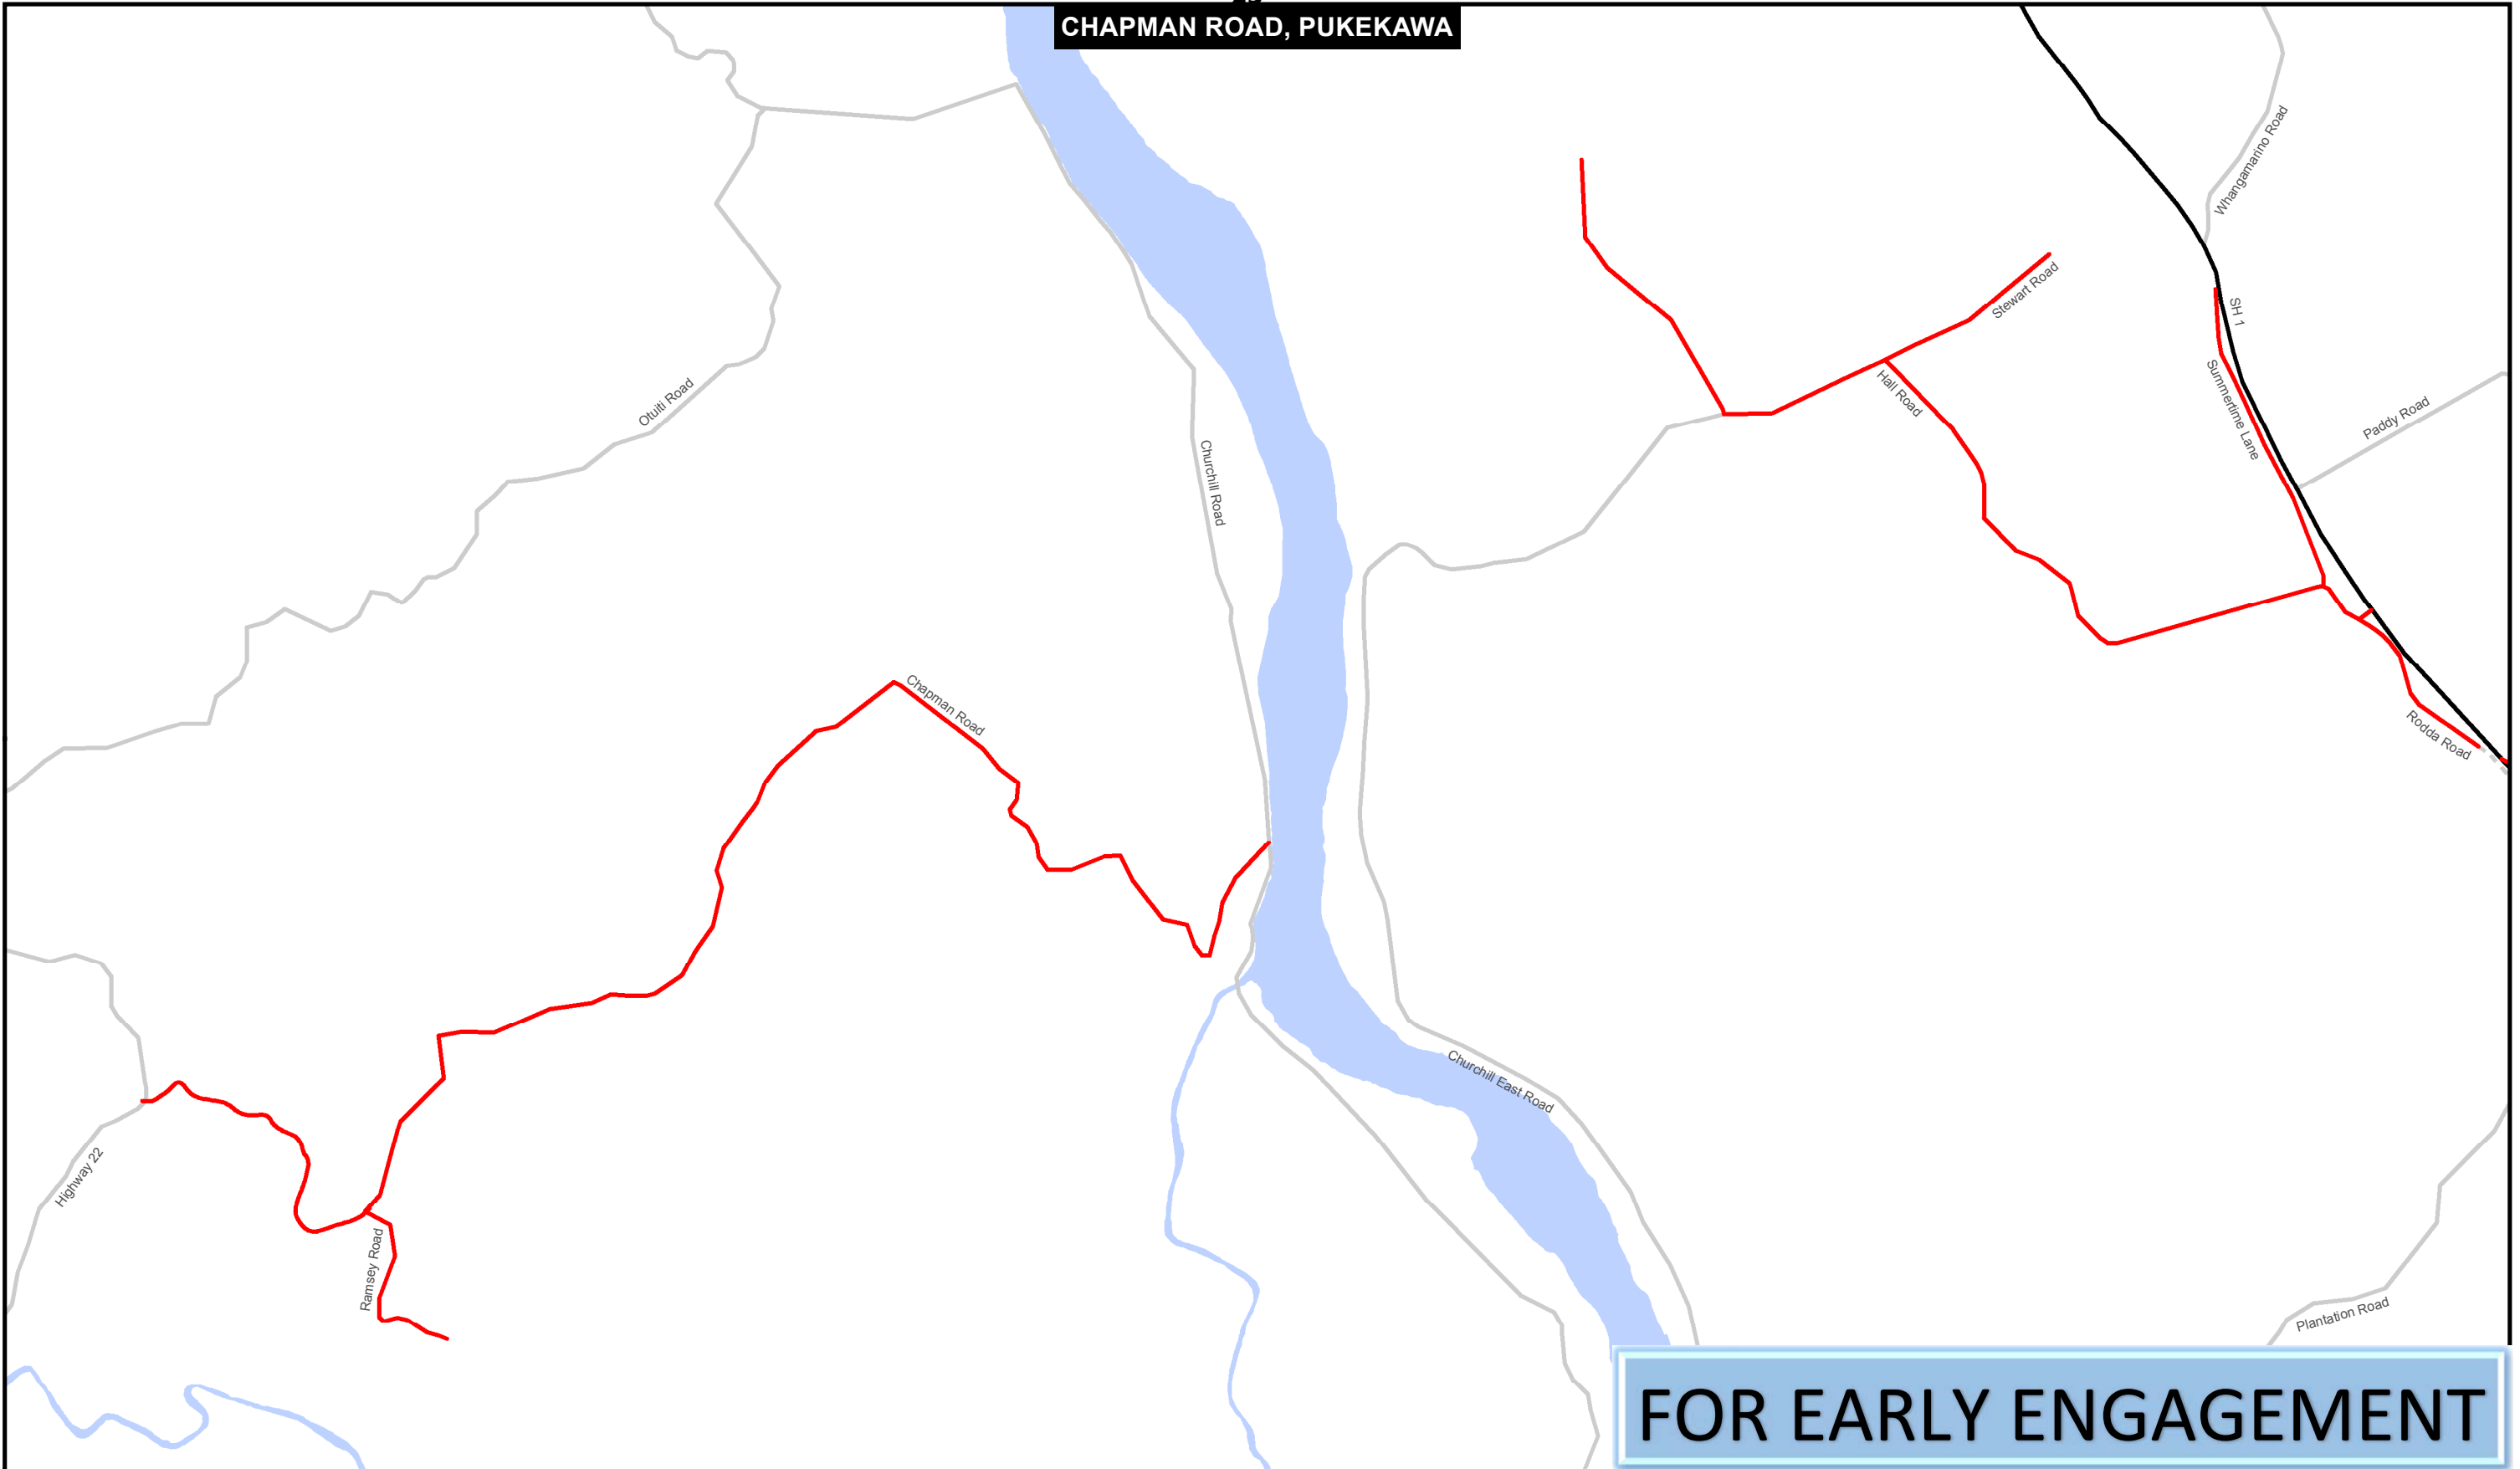 CHAPMAN ROAD, PUKEKAWA
Whangamarino Road
Stewart Road
SH 1
Hall Road
Summertime Lane
Paddy Road
Otuiti Road
Churchill Road
Chapman Road
Rodda Road
Churchill East Road
Highway 22
Ramsey Road
Plantation Road
FOR EARLY ENGAGEMENT